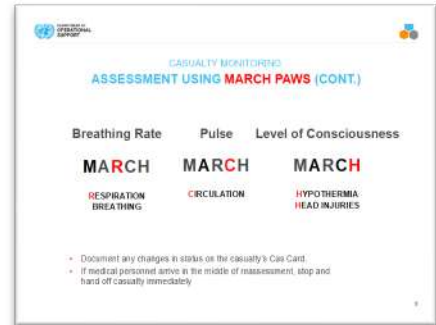 OPERATIONAL
SUPPORT
CASUALTY MONITORING
ASSESSMENT USING MARCH PAWS (CONT.)
Breathing Rate Pulse Level of Consciousness
MARCH MARCH MARCH
RESPIRATION CIRCULATION HYPOTHERMIA
BREATHING HEAD INJURIES
• Document any changes in status on the casualty's Cas Card.
• If medical personnel arrive in the middle of reassessment, stop and
hand off casualty immediately